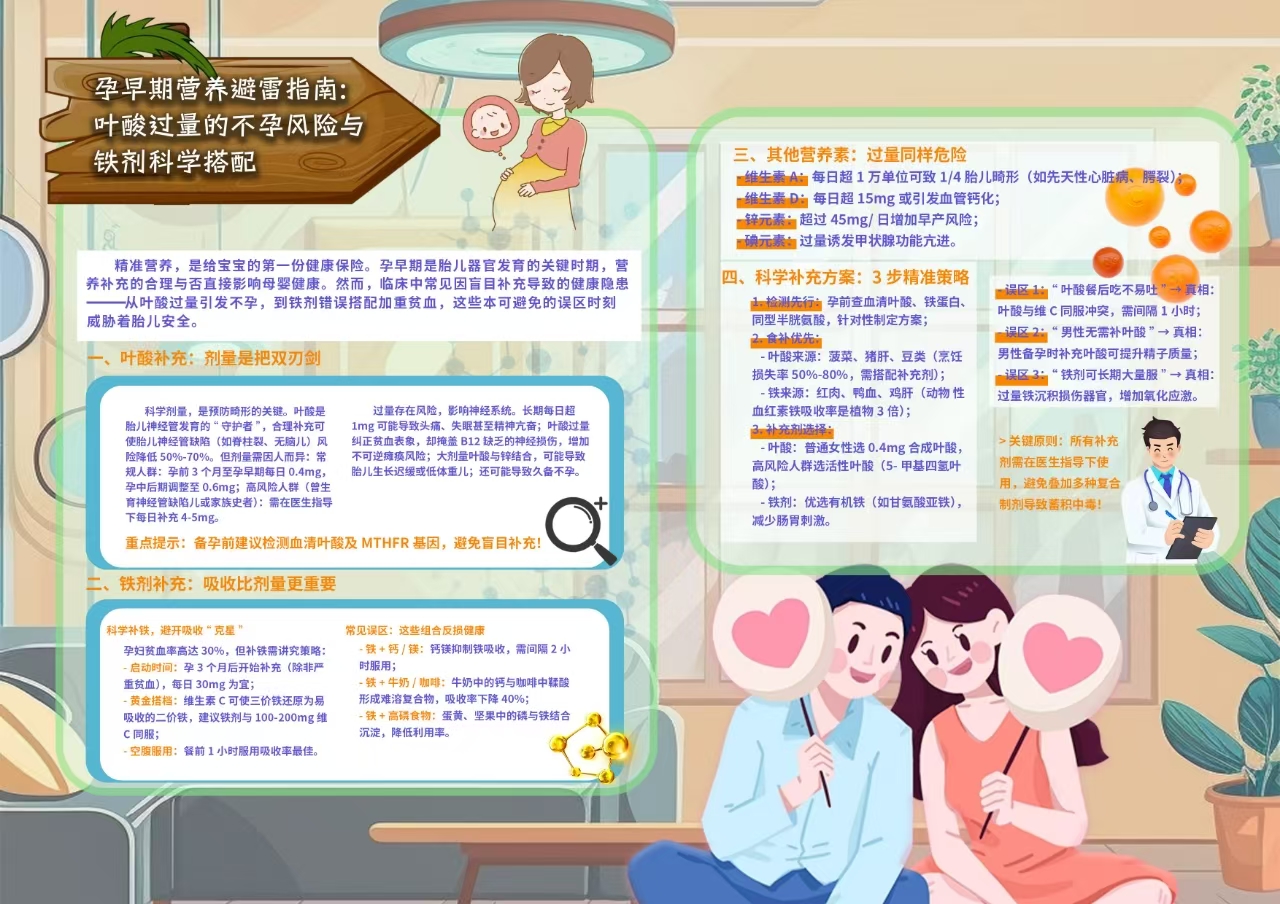 孕早期营养避雷指南:
叶酸过量的不孕风险与
铁剂科学搭配
精准营养，是给宝宝的第一份健康保险。孕早期是胎儿器官发育的关键时期，营
养补充的合理与否直接影响母婴健康。然而，临床中常见因盲目补充导致的健康隐患
——从叶酸过量引发不孕，到铁剂错误搭配加重贫血，这些本可避免的误区时刻
威胁着胎儿安全。
一、叶酸补充：剂量是把双刃剑
科学剂量，是预防畸形的关键。叶酸是
胎儿神经管发育的“守护者”，合理补充可
使胎儿神经管缺陷（如脊柱裂、无脑儿）风
险降低 50%-70%。但剂量需因人而异：常
规人群：孕前 3 个月至孕早期每日 0.4mg，
孕中后期调整至 0.6mg；高风险人群（曾生
育神经管缺陷儿或家族史者）：需在医生指导
下每日补充 4-5mg。
过量存在风险，影响神经系统。长期每日超
1mg 可能导致头痛、失眠甚至精神亢奋；叶酸过量
纠正贫血表象，却掩盖 B12 缺乏的神经损伤，增加
不可逆瘫痪风险；大剂量叶酸与锌结合，可能导致
胎儿生长迟缓或低体重儿；还可能导致久备不孕。
重点提示：备孕前建议检测血清叶酸及 MTHFR 基因，避免盲目补充！
二、铁剂补充：吸收比剂量更重要
科学补铁，避开吸收“克星”
孕妇贫血率高达 30%，但补铁需讲究策略：
- 启动时间：孕 3 个月后开始补充（除非严
重贫血），每日 30mg 为宜；
- 黄金搭档：维生素 C 可使三价铁还原为易
吸收的二价铁，建议铁剂与 100-200mg 维
C 同服；
- 空腹服用：餐前 1 小时服用吸收率最佳。
常见误区：这些组合反损健康
- 铁 + 钙 / 镁：钙镁抑制铁吸收，需间隔 2 小
时服用；
- 铁 + 牛奶 / 咖啡：牛奶中的钙与咖啡中鞣酸
形成难溶复合物，吸收率下降 40%；
- 铁 + 高磷食物：蛋黄、坚果中的磷与铁结合
沉淀，降低利用率。
三、其他营养素：过量同样危险
- 维生素 A：每日超 1 万单位可致 1/4 胎儿畸形（如先天性心脏病、腭裂）；
- 维生素 D：每日超 15mg 或引发血管钙化；
- 锌元素：超过 45mg/ 日增加早产风险；
- 碘元素：过量诱发甲状腺功能亢进。
四、科学补充方案：3 步精准策略
1. 检测先行：孕前查血清叶酸、铁蛋白、
同型半胱氨酸，针对性制定方案；
2. 食补优先：
- 叶酸来源：菠菜、猪肝、豆类（烹饪
损失率 50%-80%，需搭配补充剂）；
- 铁来源：红肉、鸭血、鸡肝（动物 性
血红素铁吸收率是植物 3 倍）；
3. 补充剂选择：
- 叶酸：普通女性选 0.4mg 合成叶酸，
高风险人群选活性叶酸（5- 甲基四氢叶
酸）；
- 铁剂：优选有机铁（如甘氨酸亚铁），
减少肠胃刺激。
- 误区 1：“ 叶酸餐后吃不易吐 ”→ 真相：
叶酸与维 C 同服冲突，需间隔 1 小时；
- 误区 2：“ 男性无需补叶酸 ”→ 真相：
男性备孕时补充叶酸可提升精子质量；
- 误区 3：“ 铁剂可长期大量服 ”→ 真相：
过量铁沉积损伤器官，增加氧化应激。
> 关键原则：所有补充
剂需在医生指导下使
用，避免叠加多种复合
制剂导致蓄积中毒！